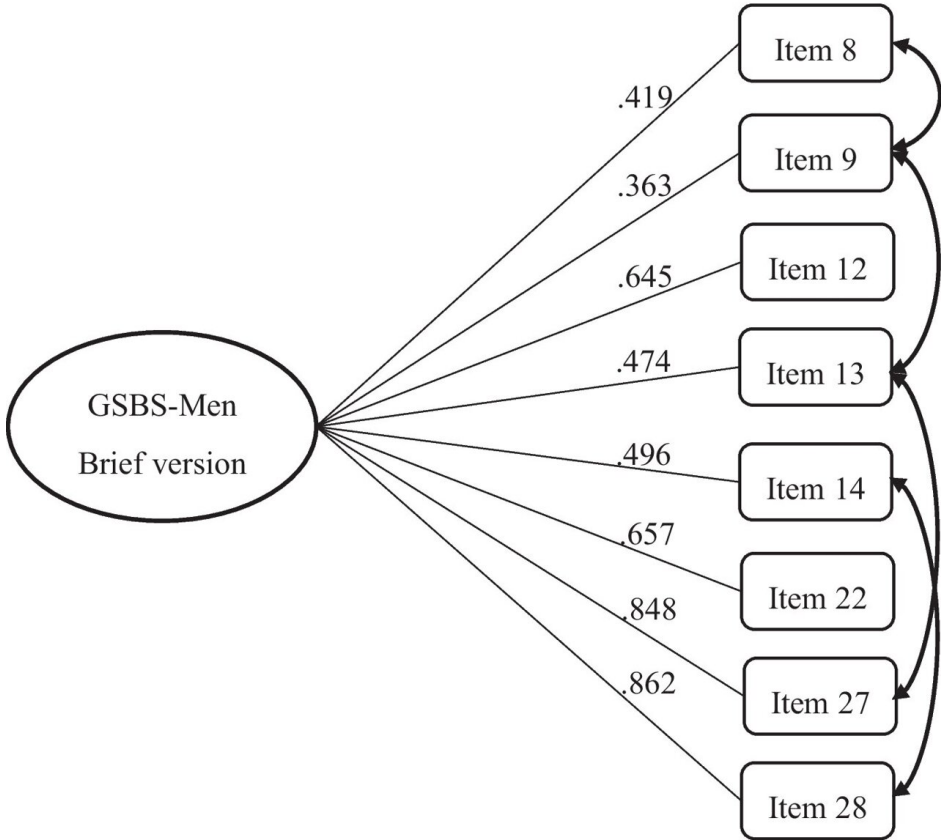 Item 8
.419
Item 9
.363
Item 12
.645
Item 13
.474
GSBS-Men
Brief version
.496
Item 14
.657
Item 22
.848
Item 27
.862
Item 28